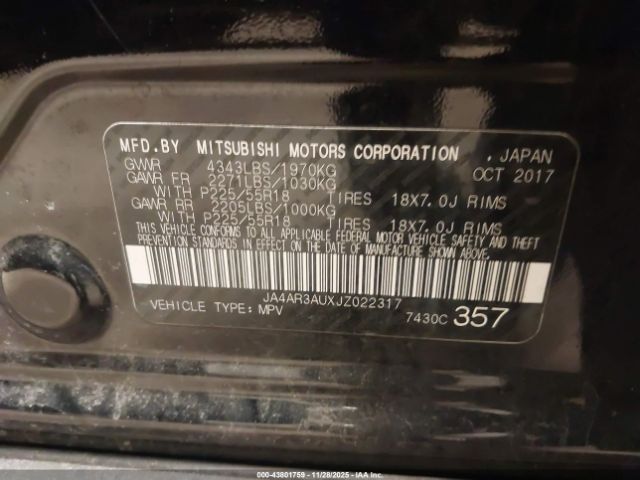 MFD.BY MITSUBISHI MOTORS CORPORATION , JAPAN
GVWR 4343LBS/1970KG OCT 2017
GAWR FR 2271LBS/1030KG
WITH P225/55R18 TIRES 18X7.0J RIMS
GAWR RR 2205LBS/1000KG
WITH P225/55R18 TIRES 18X7.0J RIMS
THIS VEHICLE CONFORMS TO ALL APPLICABLE FEDERAL MOTOR VEHICLE SAFETY AND THEFT
PREVENTION STANDARDS IN EFFECT ON THE DATE OF MANUFACTURE SHOWN ABOVE.
JA4AR3AUXJZ022317
VEHICLE TYPE: MPV 7430C 357
000-43801759 - 11/28/2025 - IAAI, Inc.